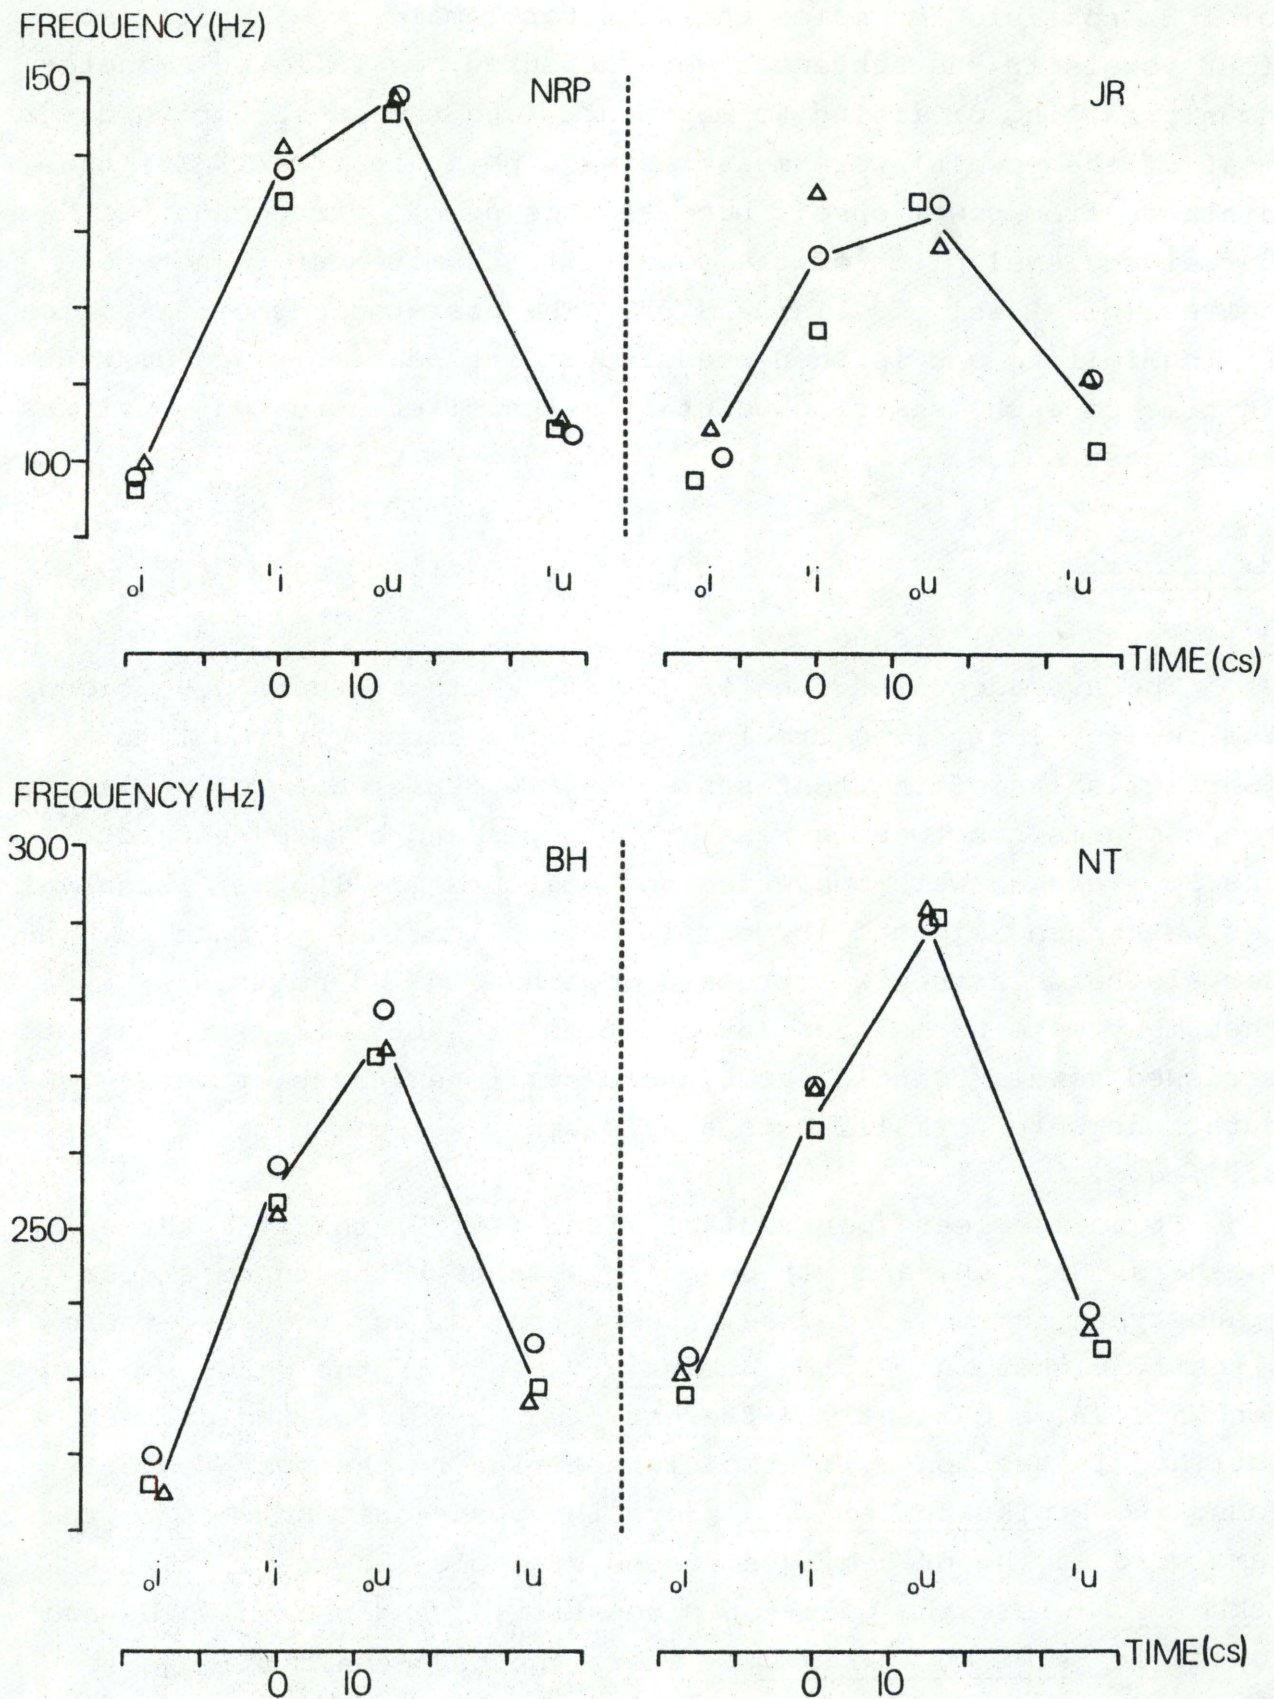 FREQUENCY (Hz)
150
NRP
JR
100
ₒi ˈi ₒu ˈu
ₒi ˈi ₒu ˈu
0 10
0 10 TIME (cs)
FREQUENCY (Hz)
300
BH
NT
250
ₒi ˈi ₒu ˈu
ₒi ˈi ₒu ˈu
0 10
0 10 TIME (cs)